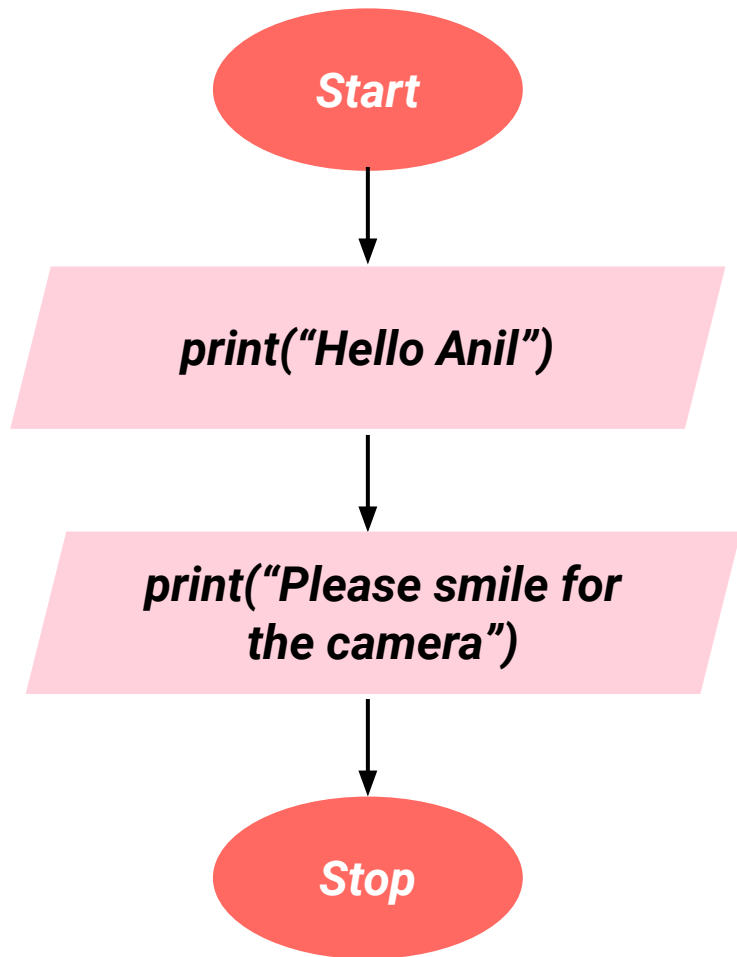 Start
print(“Hello Anil”)
print(“Please smile for
the camera”)
Stop